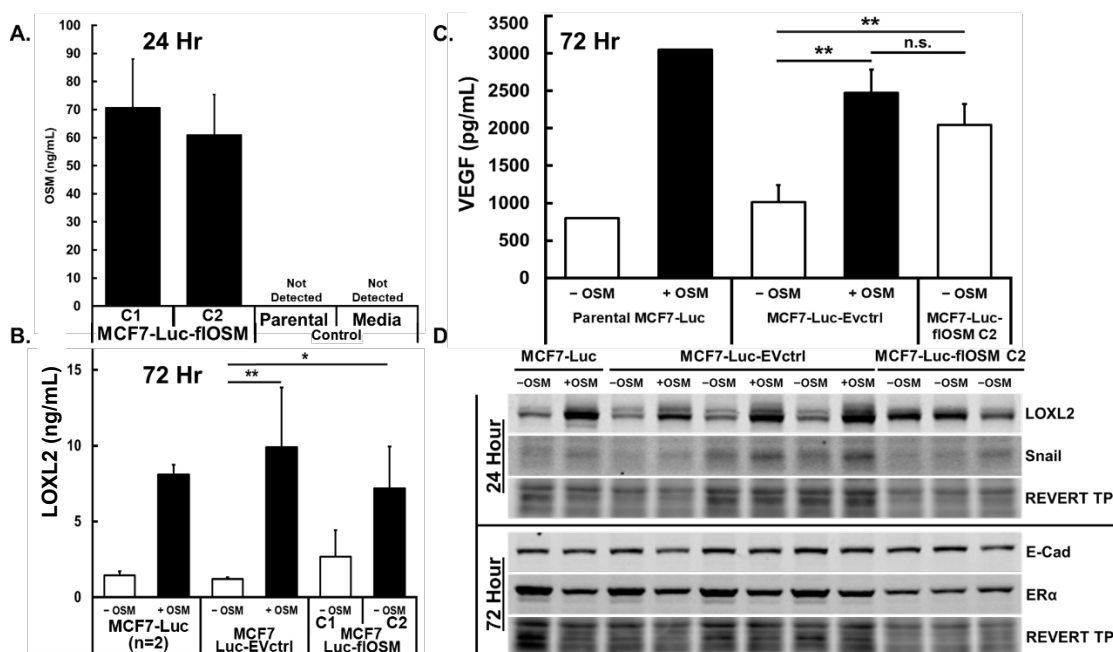 A.
24 Hr
OSM (ng/mL)
100
90
80
70
60
50
40
30
20
10
0
Not
Detected
Not
Detected
C1
C2
Parental
Media
MCF7-Luc-flOSM
Control
B.
72 Hr
LOXL2 (ng/mL)
15
10
5
0
*
**
− OSM
+ OSM
− OSM
+ OSM
− OSM
− OSM
C1
C2
MCF7-Luc
(n=2)
MCF7
Luc-EVctrl
MCF7
Luc-flOSM
C.
72 Hr
VEGF (pg/mL)
3500
3000
2500
2000
1500
1000
500
0
**
**
n.s.
− OSM
+ OSM
− OSM
+ OSM
− OSM
Parental MCF7-Luc
MCF7-Luc-Evctrl
MCF7-Luc-
flOSM C2
D.
MCF7-Luc
MCF7-Luc-EVctrl
MCF7-Luc-flOSM C2
−OSM +OSM −OSM +OSM −OSM +OSM −OSM +OSM −OSM −OSM −OSM
24 Hour
LOXL2
Snail
REVERT TP
72 Hour
E-Cad
ERα
REVERT TP